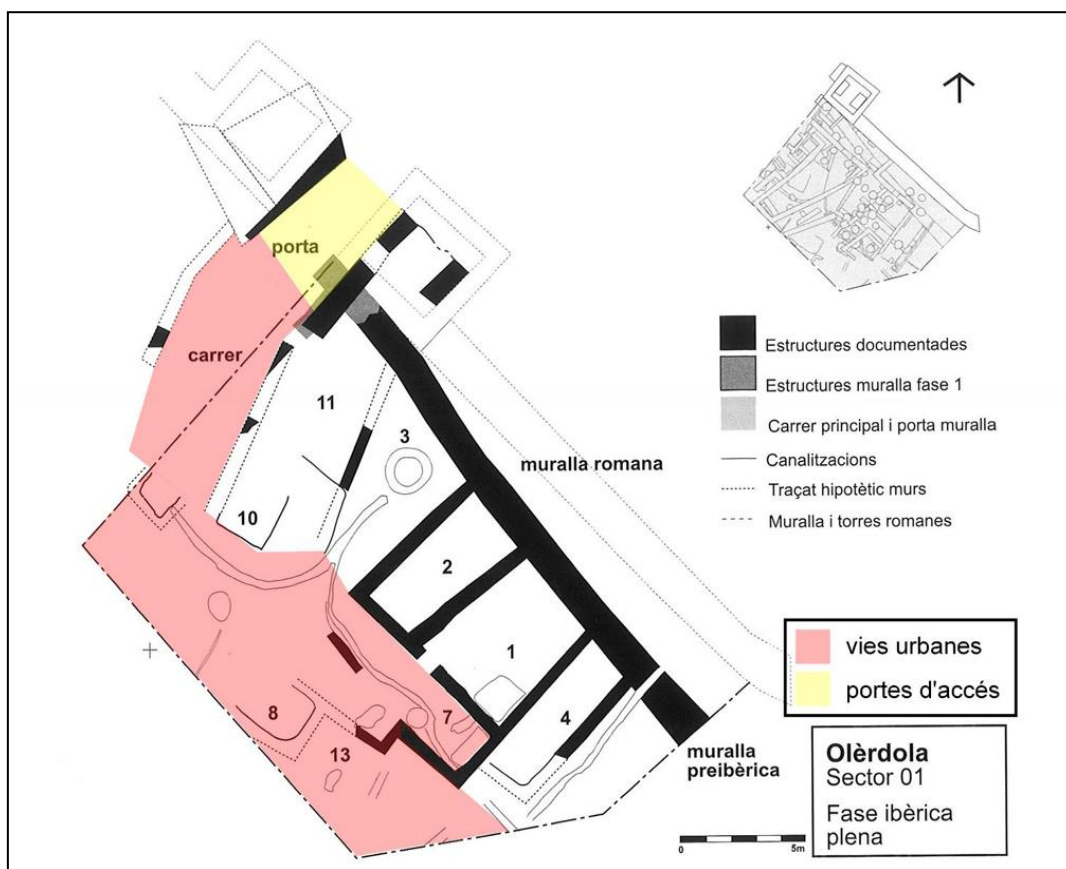 porta
carrer
11
3
muralla romana
10
2
1
8
7
4
13
muralla
preibèrica
Estructures documentades
Estructures muralla fase 1
Carrer principal i porta muralla
Canalitzacions
Traçat hipotètic murs
Muralla i torres romanes
vies urbanes
portes d'accés
Olèrdola
Sector 01
Fase ibèrica
plena
0 5m